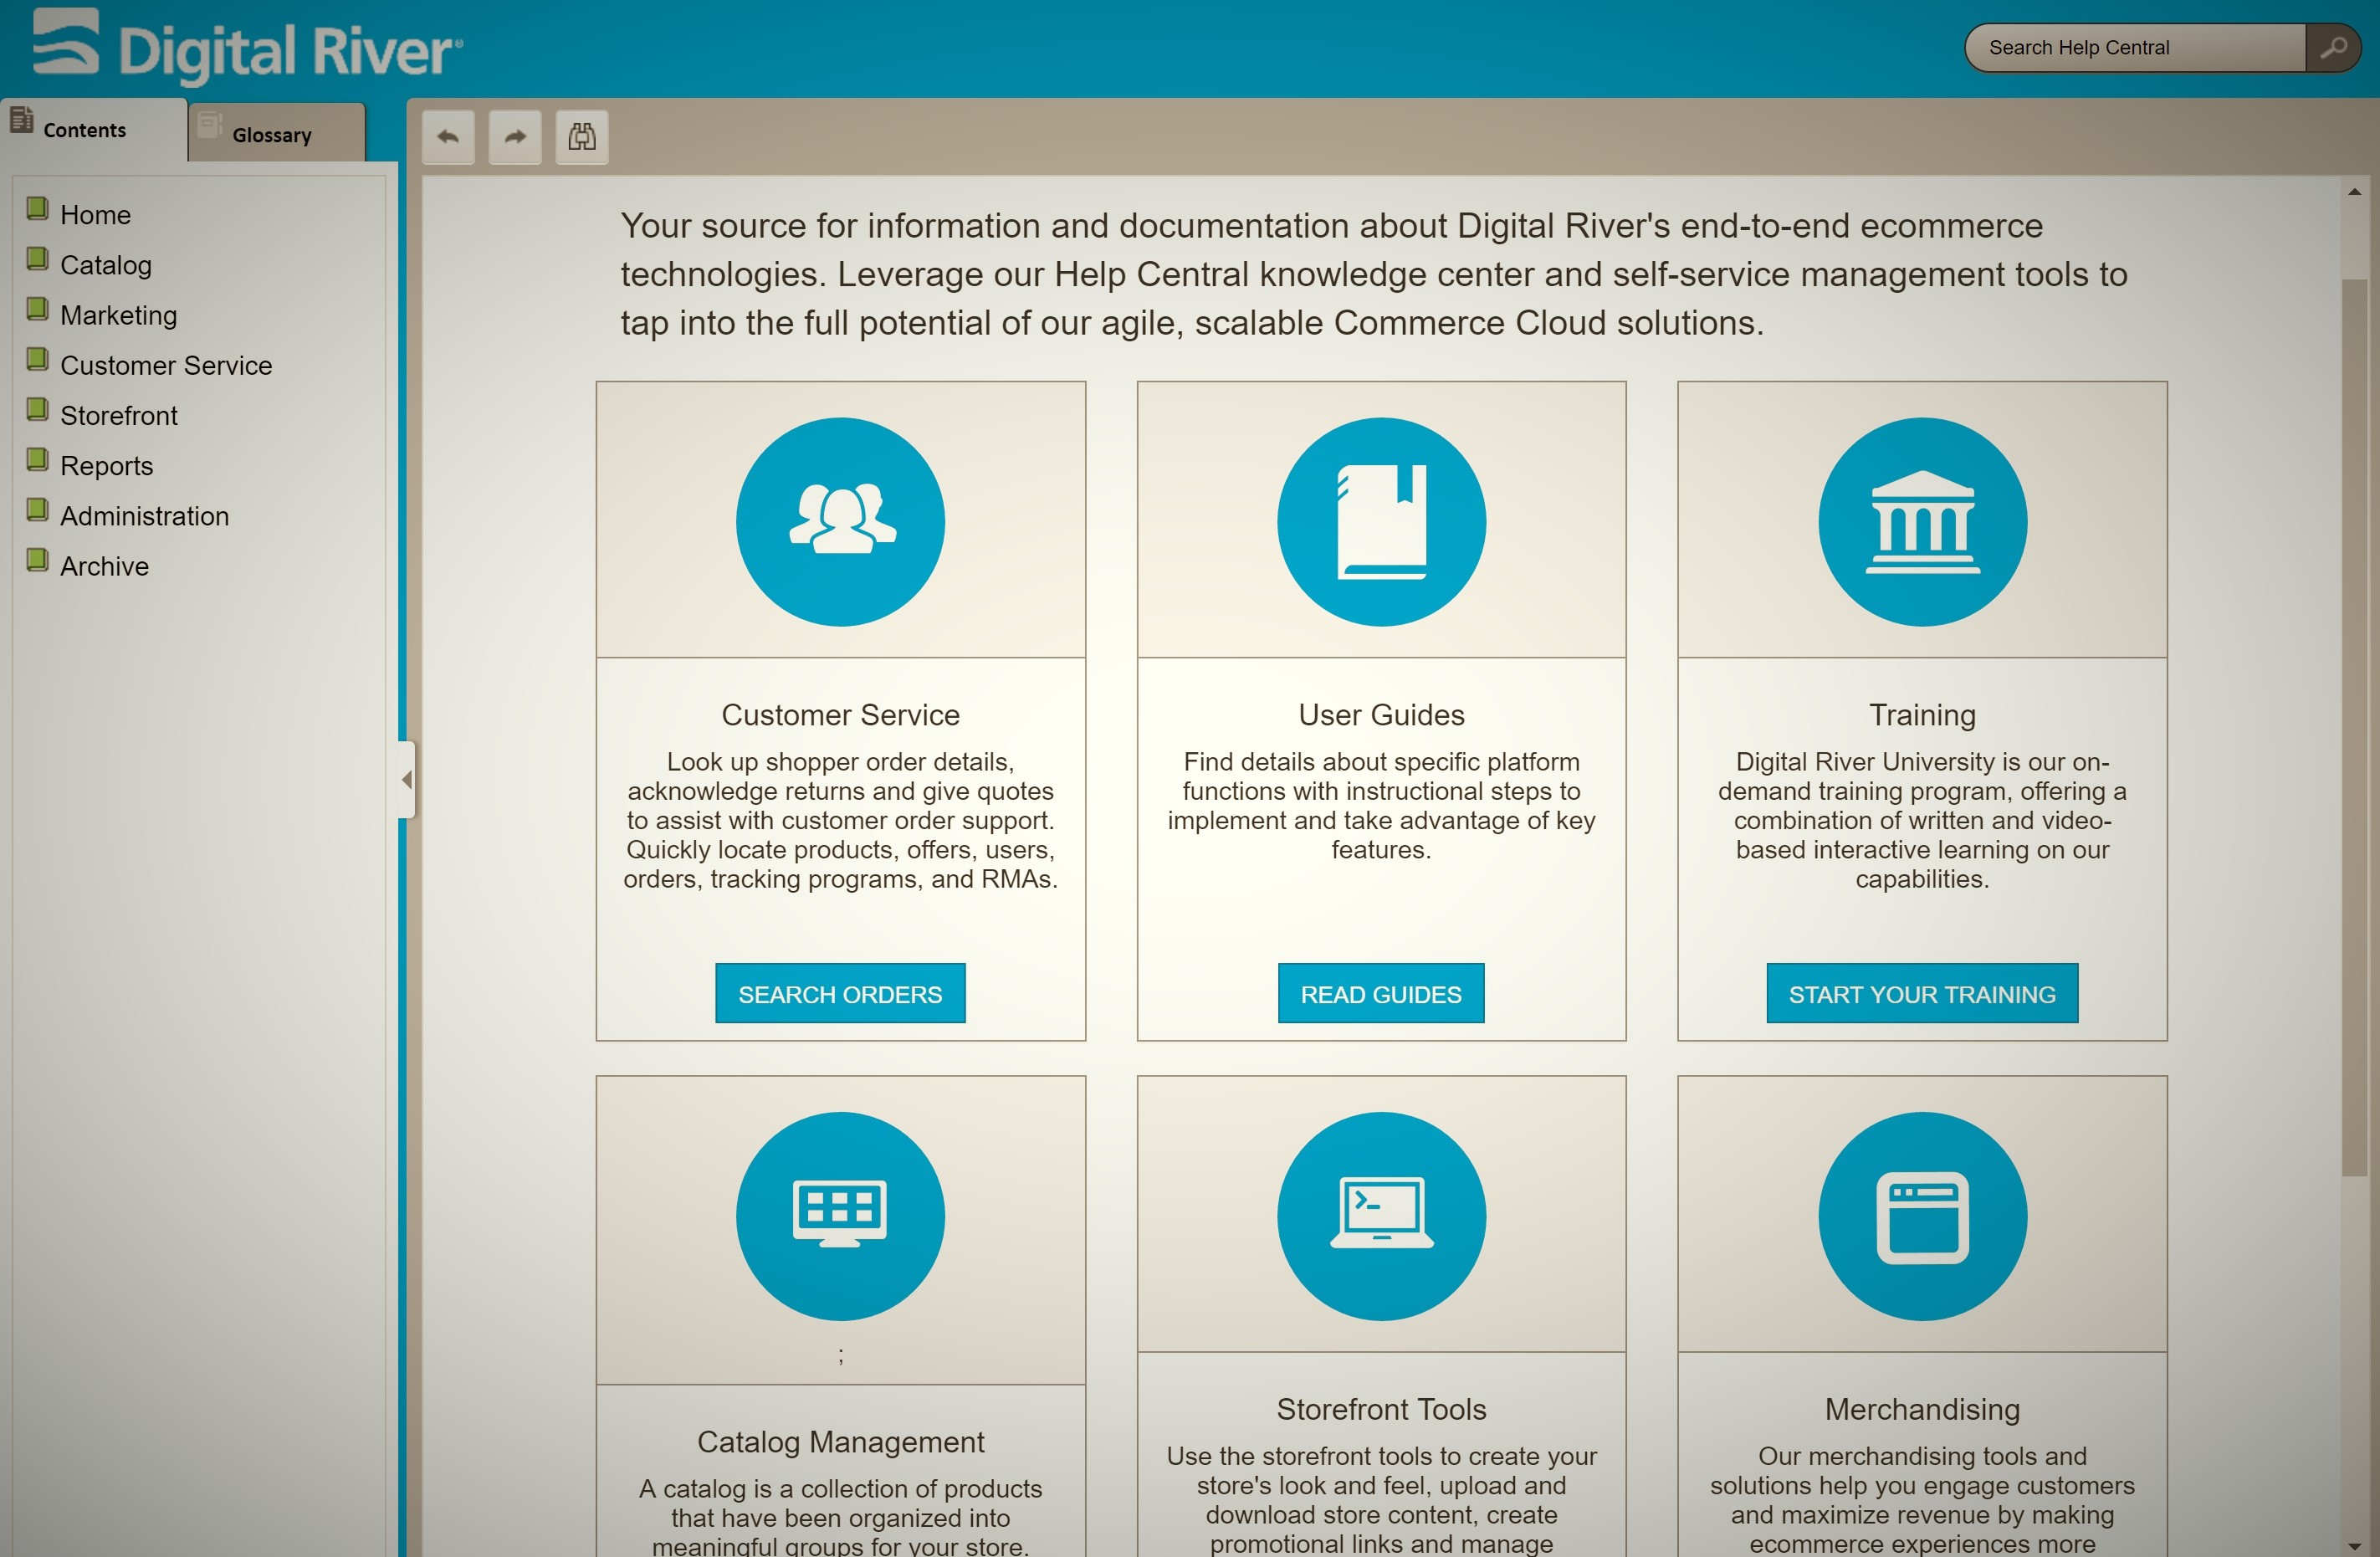 Digital River®
Search Help Central
Contents
Glossary
Home
Catalog
Marketing
Customer Service
Storefront
Reports
Administration
Archive
Your source for information and documentation about Digital River's end-to-end ecommerce
technologies. Leverage our Help Central knowledge center and self-service management tools to
tap into the full potential of our agile, scalable Commerce Cloud solutions.
Customer Service
Look up shopper order details,
acknowledge returns and give quotes
to assist with customer order support.
Quickly locate products, offers, users,
orders, tracking programs, and RMAs.
SEARCH ORDERS
User Guides
Find details about specific platform
functions with instructional steps to
implement and take advantage of key
features.
READ GUIDES
Training
Digital River University is our on-
demand training program, offering a
combination of written and video-
based interactive learning on our
capabilities.
START YOUR TRAINING
;
Catalog Management
A catalog is a collection of products
that have been organized into
meaningful groups for your store.
Storefront Tools
Use the storefront tools to create your
store's look and feel, upload and
download store content, create
promotional links and manage
Merchandising
Our merchandising tools and
solutions help you engage customers
and maximize revenue by making
ecommerce experiences more